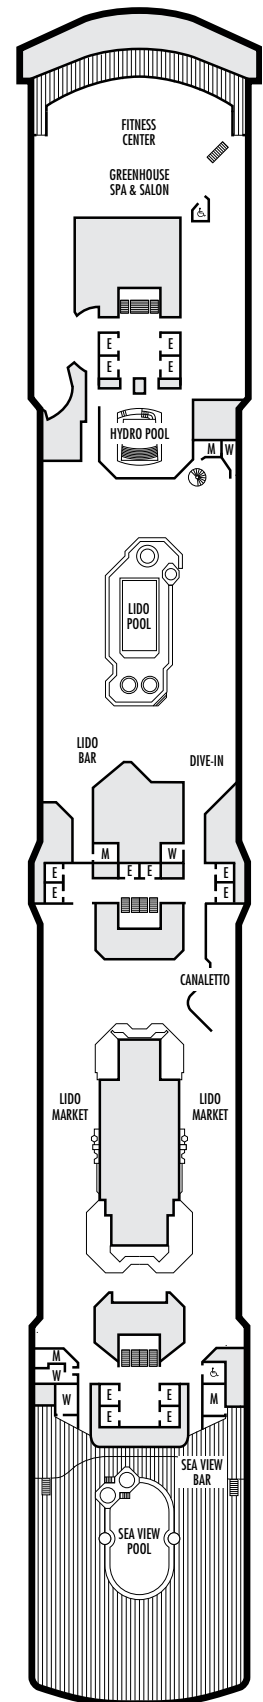 FITNESS
CENTER
GREENHOUSE
SPA & SALON
E
E
E
E
HYDRO POOL
M W
LIDO
POOL
LIDO
BAR
DIVE-IN
M
W
E
E
E
E
E
E
CANALETTO
LIDO
MARKET
LIDO
MARKET
M
W
W
M
E
E
E
E
SEA VIEW
BAR
SEA VIEW
POOL